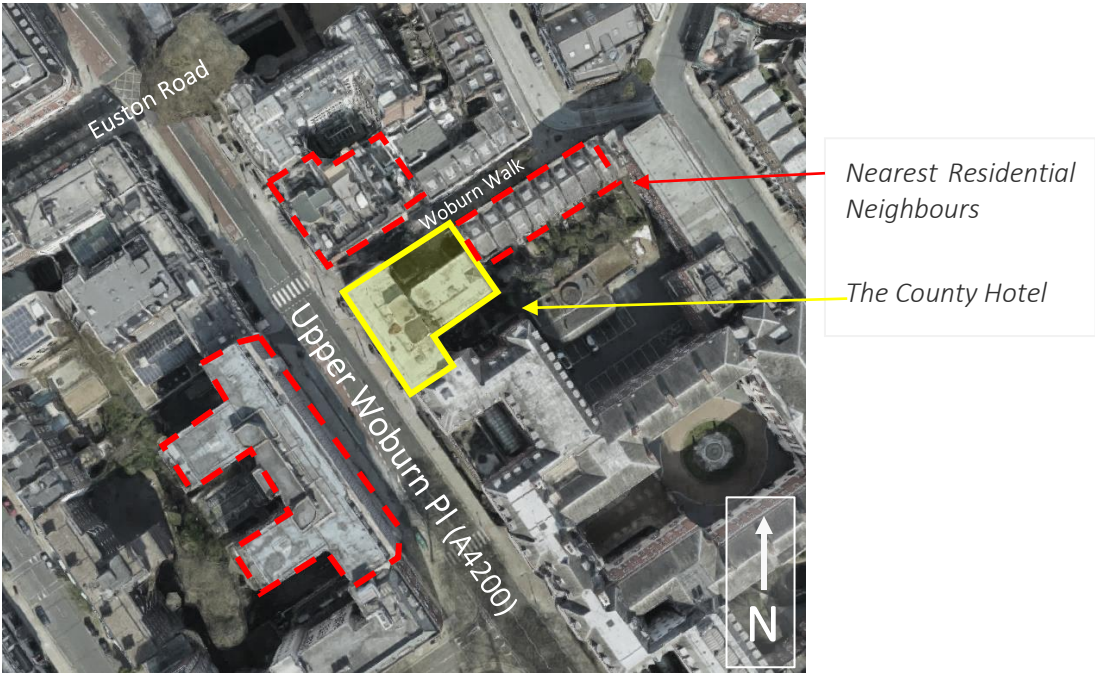 Euston Road
Woburn Walk
Nearest Residential
Neighbours
The County Hotel
Upper Woburn Pl (A4200)
N